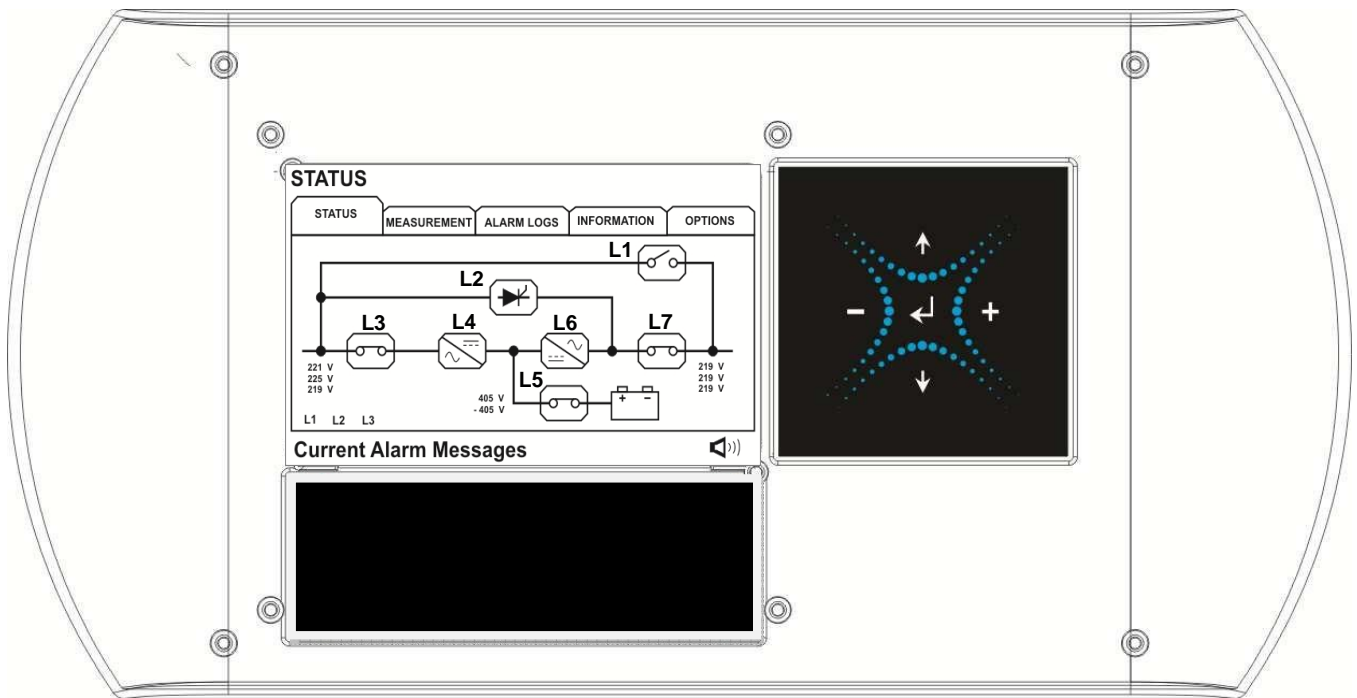 STATUS
STATUS MEASUREMENT ALARM LOGS INFORMATION OPTIONS
L1
L2
L3 L4 L6 L7
221 V
225 V
219 V
219 V
219 V
219 V
L5
405 V
- 405 V
+ −
L1 L2 L3
Current Alarm Messages
− +